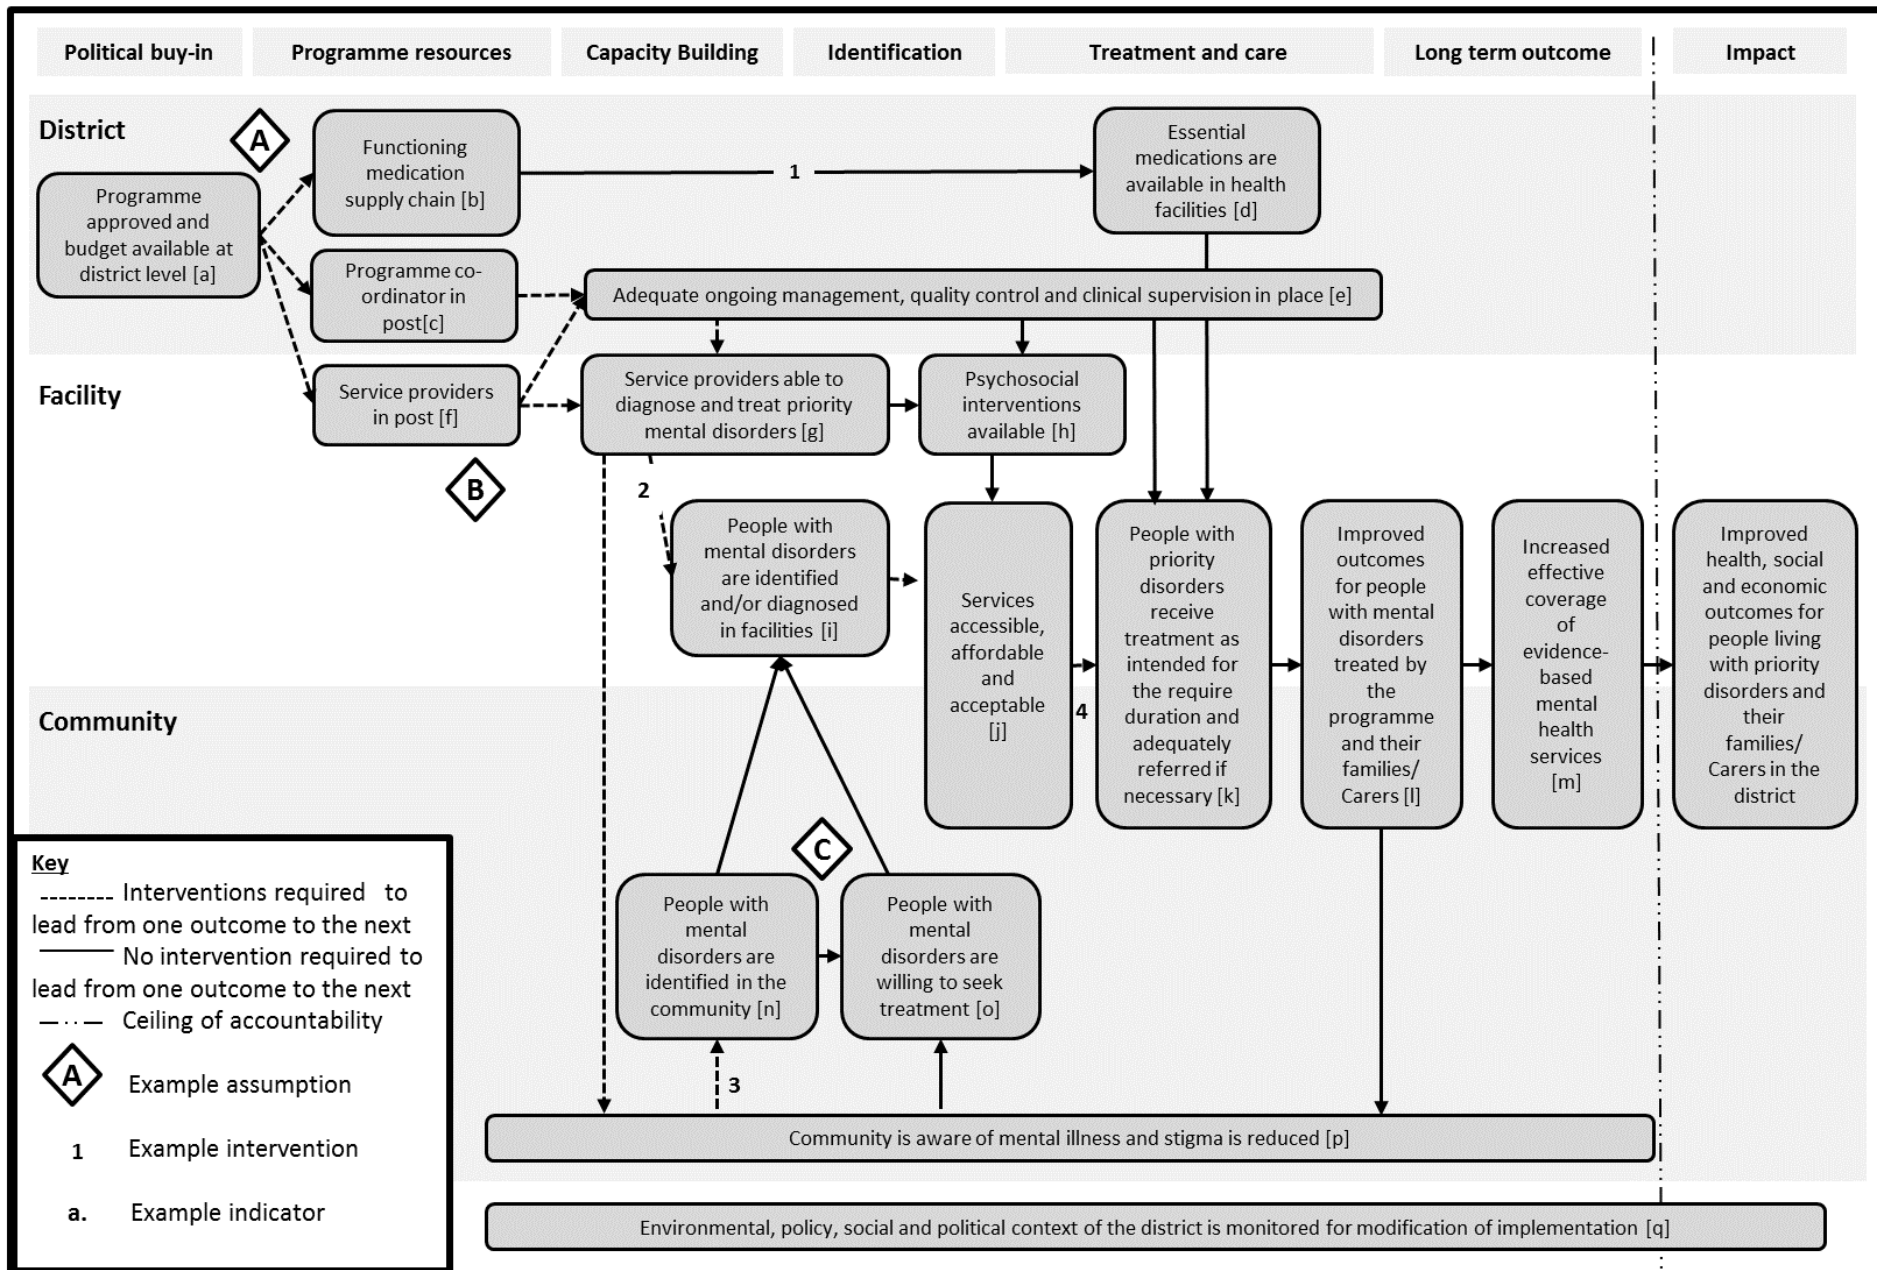 Political buy-in
Programme resources
Capacity Building
Identification
Treatment and care
Long term outcome
Impact
District
A
Programme
approved and
budget available at
district level [a]
Functioning
medication
supply chain [b]
1
Essential
medications are
available in health
facilities [d]
Programme co-
ordinator in
post[c]
Adequate ongoing management, quality control and clinical supervision in place [e]
Facility
Service providers
in post [f]
B
Service providers able to
diagnose and treat priority
mental disorders [g]
Psychosocial
interventions
available [h]
2
People with
mental disorders
are identified
and/or diagnosed
in facilities [i]
Services
accessible,
affordable
and
acceptable
[j]
4
People with
priority
disorders
receive
treatment as
intended for
the require
duration and
adequately
referred if
necessary [k]
Improved
outcomes for
people with
mental
disorders
treated by
the
programme
and their
families/
Carers [l]
Increased
effective
coverage
of
evidence-
based
mental
health
services
[m]
Improved
health, social
and economic
outcomes for
people living
with priority
disorders and
their
families/
Carers in the
district
Community
C
People with
mental
disorders are
identified in the
community [n]
People with
mental
disorders are
willing to seek
treatment [o]
3
Community is aware of mental illness and stigma is reduced [p]
Environmental, policy, social and political context of the district is monitored for modification of implementation [q]
Key
Interventions required to
lead from one outcome to the next
No intervention required to
lead from one outcome to the next
Ceiling of accountability
A Example assumption
1 Example intervention
a. Example indicator